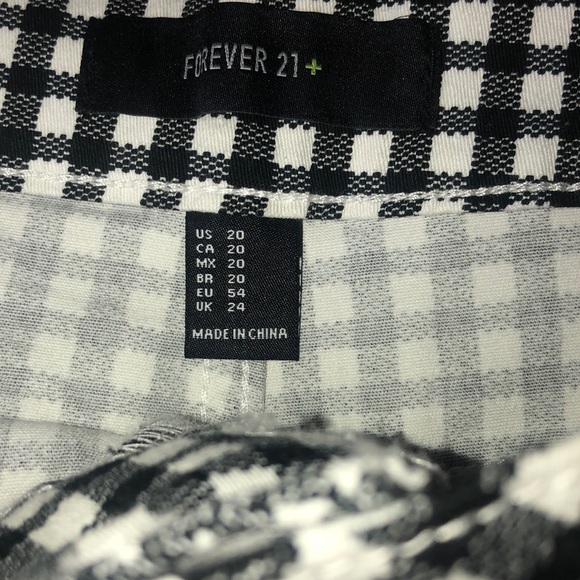 FOREVER 21+
US 20
CA 20
MX 20
BR 20
EU 54
UK 24
MADE IN CHINA